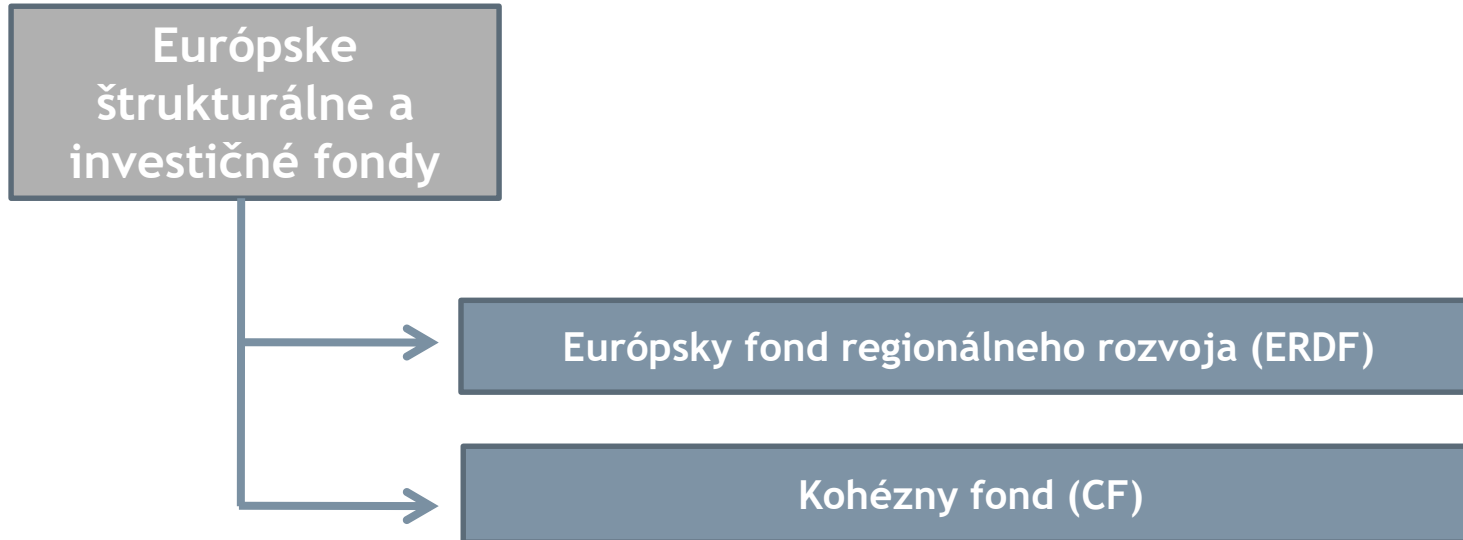 Európske
štrukturálne a
investičné fondy
Európsky fond regionálneho rozvoja (ERDF)
Kohézny fond (CF)